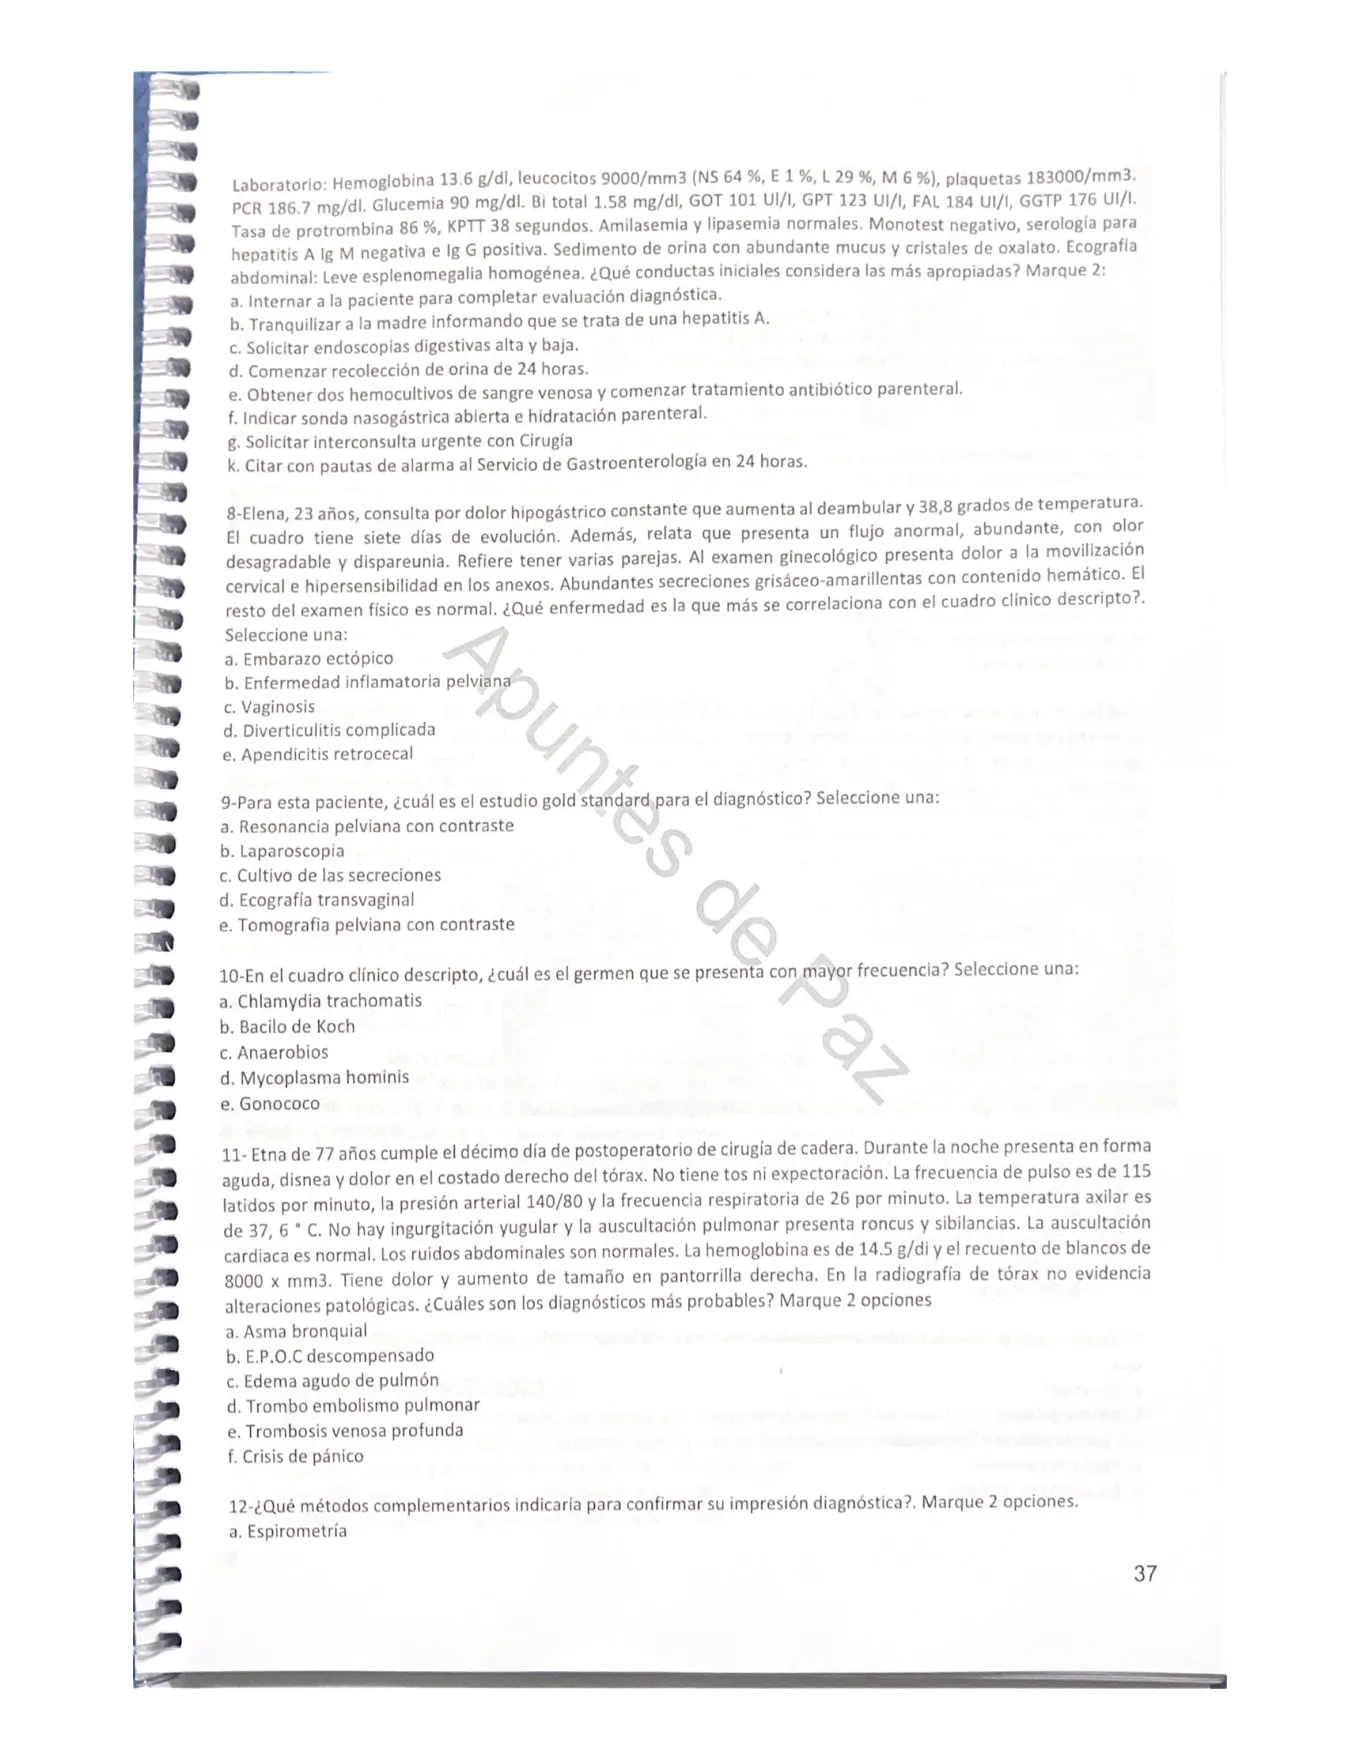 Laboratorio: Hemoglobina 13.6 g/dl, leucocitos 9000/mm3 (NS 64 %, E 1 %, L 29 %, M 6 %), plaquetas 183000/mm3.
PCR 186.7 mg/dl. Glucemia 90 mg/dl. Bi total 1.58 mg/dl, GOT 101 UI/l, GPT 123 UI/l, FAL 184 UI/l, GGTP 176 UI/l.
Tasa de protrombina 86 %, KPTT 38 segundos. Amilasemia y lipasemia normales. Monotest negativo, serología para
hepatitis A Ig M negativa e Ig G positiva. Sedimento de orina con abundante mucus y cristales de oxalato. Ecografía
abdominal: Leve esplenomegalia homogénea. ¿Qué conductas iniciales considera las más apropiadas? Marque 2:
a. Internar a la paciente para completar evaluación diagnóstica.
b. Tranquilizar a la madre informando que se trata de una hepatitis A.
c. Solicitar endoscopías digestivas alta y baja.
d. Comenzar recolección de orina de 24 horas.
e. Obtener dos hemocultivos de sangre venosa y comenzar tratamiento antibiótico parenteral.
f. Indicar sonda nasogástrica abierta e hidratación parenteral.
g. Solicitar interconsulta urgente con Cirugía
k. Citar con pautas de alarma al Servicio de Gastroenterología en 24 horas.
8-Elena, 23 años, consulta por dolor hipogástrico constante que aumenta al deambular y 38,8 grados de temperatura.
El cuadro tiene siete días de evolución. Además, relata que presenta un flujo anormal, abundante, con olor
desagradable y dispareunia. Refiere tener varias parejas. Al examen ginecológico presenta dolor a la movilización
cervical e hipersensibilidad en los anexos. Abundantes secreciones grisáceo-amarillentas con contenido hemático. El
resto del examen físico es normal. ¿Qué enfermedad es la que más se correlaciona con el cuadro clínico descripto?.
Seleccione una:
a. Embarazo ectópico
b. Enfermedad inflamatoria pelviana
c. Vaginosis
d. Diverticulitis complicada
e. Apendicitis retrocecal
9-Para esta paciente, ¿cuál es el estudio gold standard para el diagnóstico? Seleccione una:
a. Resonancia pelviana con contraste
b. Laparoscopia
c. Cultivo de las secreciones
d. Ecografía transvaginal
e. Tomografia pelviana con contraste
10-En el cuadro clínico descripto, ¿cuál es el germen que se presenta con mayor frecuencia? Seleccione una:
a. Chlamydia trachomatis
b. Bacilo de Koch
c. Anaerobios
d. Mycoplasma hominis
e. Gonococo
11- Etna de 77 años cumple el décimo día de postoperatorio de cirugía de cadera. Durante la noche presenta en forma
aguda, disnea y dolor en el costado derecho del tórax. No tiene tos ni expectoración. La frecuencia de pulso es de 115
latidos por minuto, la presión arterial 140/80 y la frecuencia respiratoria de 26 por minuto. La temperatura axilar es
de 37, 6 ° C. No hay ingurgitación yugular y la auscultación pulmonar presenta roncus y sibilancias. La auscultación
cardiaca es normal. Los ruidos abdominales son normales. La hemoglobina es de 14.5 g/di y el recuento de blancos de
8000 x mm3. Tiene dolor y aumento de tamaño en pantorrilla derecha. En la radiografía de tórax no evidencia
alteraciones patológicas. ¿Cuáles son los diagnósticos más probables? Marque 2 opciones
a. Asma bronquial
b. E.P.O.C descompensado
c. Edema agudo de pulmón
d. Trombo embolismo pulmonar
e. Trombosis venosa profunda
f. Crisis de pánico
12-¿Qué métodos complementarios indicaría para confirmar su impresión diagnóstica?. Marque 2 opciones.
a. Espirometría
37
Apuntes de Paz